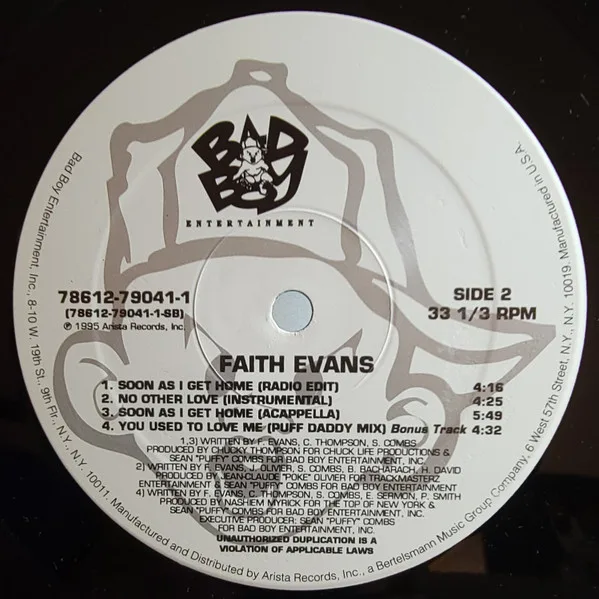 BAD
BOY
ENTERTAINMENT
78612-79041-1
(78612-79041-1-SB)
℗ 1995 Arista Records, Inc.
SIDE 2
33 1/3 RPM
FAITH EVANS
1. SOON AS I GET HOME (RADIO EDIT) 4:16
2. NO OTHER LOVE (INSTRUMENTAL) 4:25
3. SOON AS I GET HOME (ACAPPELLA) 5:49
4. YOU USED TO LOVE ME (PUFF DADDY MIX) Bonus Track 4:32
1,3) WRITTEN BY F. EVANS, C. THOMPSON, S. COMBS
PRODUCED BY CHUCKY THOMPSON FOR CHUCK LIFE PRODUCTIONS &
SEAN "PUFFY" COMBS FOR BAD BOY ENTERTAINMENT, INC.
2) WRITTEN BY F. EVANS, J. OLIVER, S. COMBS, B. BACHARACH, H. DAVID
PRODUCED BY JEAN-CLAUDE "POKE" OLIVER FOR TRACKMASTERZ
ENTERTAINMENT & SEAN "PUFFY" COMBS FOR BAD BOY ENTERTAINMENT, INC.
4) WRITTEN BY F. EVANS, C. THOMPSON, S. COMBS, E. SERMON, P. SMITH
PRODUCED BY NASHIEM MYRICK FOR THE TOP OF NEW YORK &
SEAN "PUFFY" COMBS FOR BAD BOY ENTERTAINMENT, INC.
EXECUTIVE PRODUCER: SEAN "PUFFY" COMBS
FOR BAD BOY ENTERTAINMENT, INC.
UNAUTHORIZED DUPLICATION IS A
VIOLATION OF APPLICABLE LAWS
Bad Boy Entertainment, Inc., 8-10 W. 19th St., 9th Flr., N.Y., N.Y. 10011. Manufactured and Distributed by Arista Records, Inc., a Bertelsmann Music Group Company, 6 West 57th Street, N.Y., N.Y. 10019. Manufactured in U.S.A.